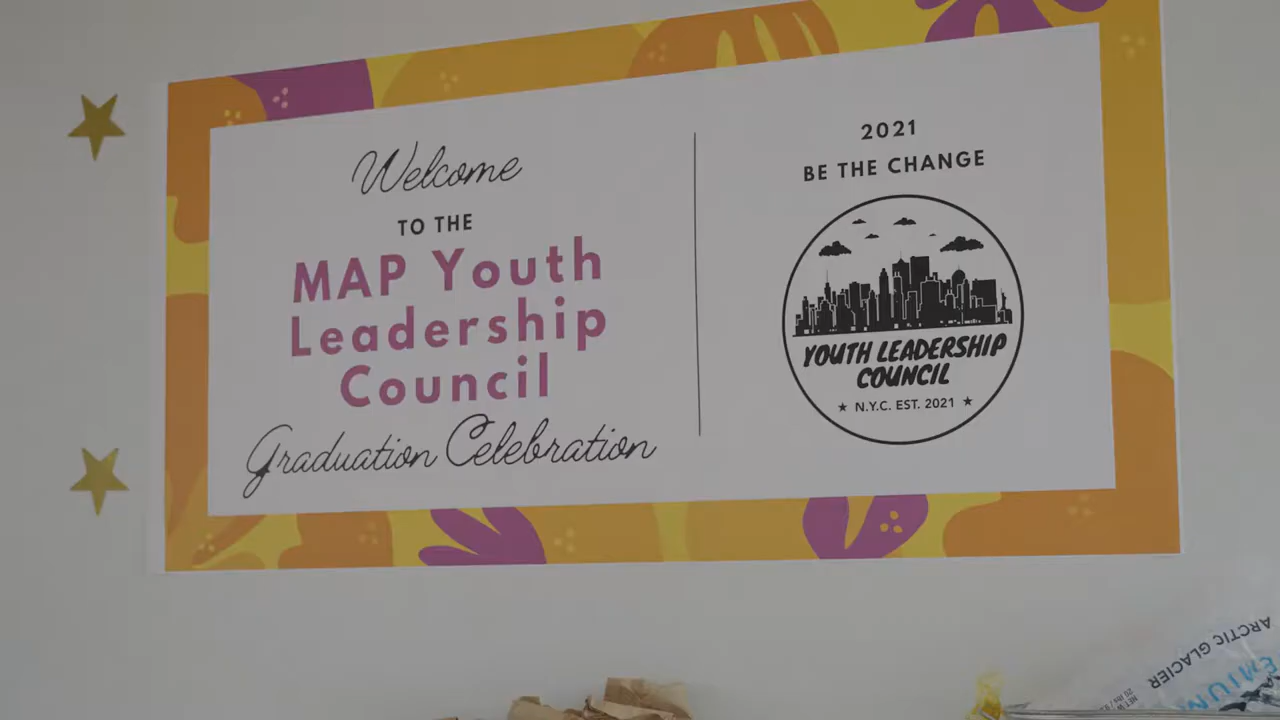 Welcome
TO THE
MAP Youth
Leadership
Council
Graduation Celebration
2021
BE THE CHANGE
YOUTH LEADERSHIP
COUNCIL
★ N.Y.C. EST. 2021 ★
ARCTIC GLACIER